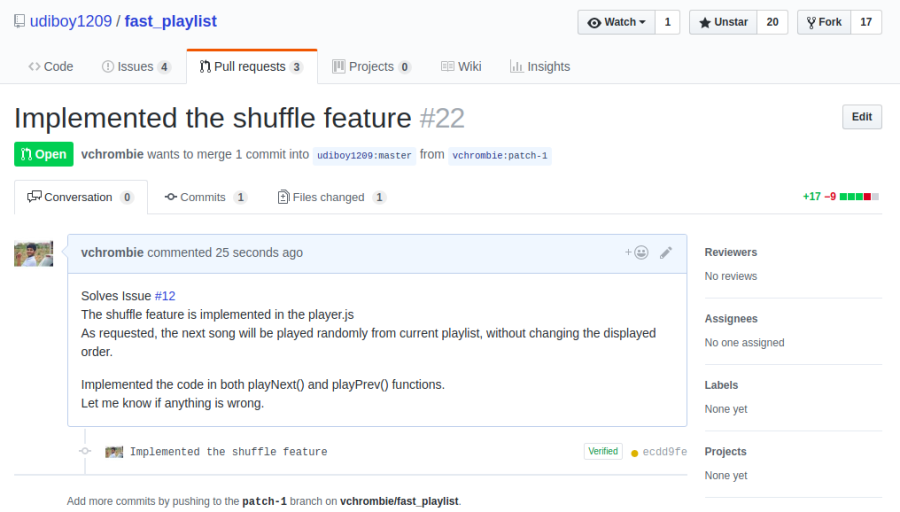 udiboy1209 / fast_playlist
Watch 1 Unstar 20 Fork 17
Code Issues 4 Pull requests 3 Projects 0 Wiki Insights
Implemented the shuffle feature #22
Edit
Open vchrombie wants to merge 1 commit into udiboy1209:master from vchrombie:patch-1
Conversation 0 Commits 1 Files changed 1 +17 −9
vchrombie commented 25 seconds ago
Solves Issue #12
The shuffle feature is implemented in the player.js
As requested, the next song will be played randomly from current playlist, without changing the displayed
order.
Implemented the code in both playNext() and playPrev() functions.
Let me know if anything is wrong.
Implemented the shuffle feature Verified ecdd9fe
Add more commits by pushing to the patch-1 branch on vchrombie/fast_playlist.
Reviewers
No reviews
Assignees
No one assigned
Labels
None yet
Projects
None yet